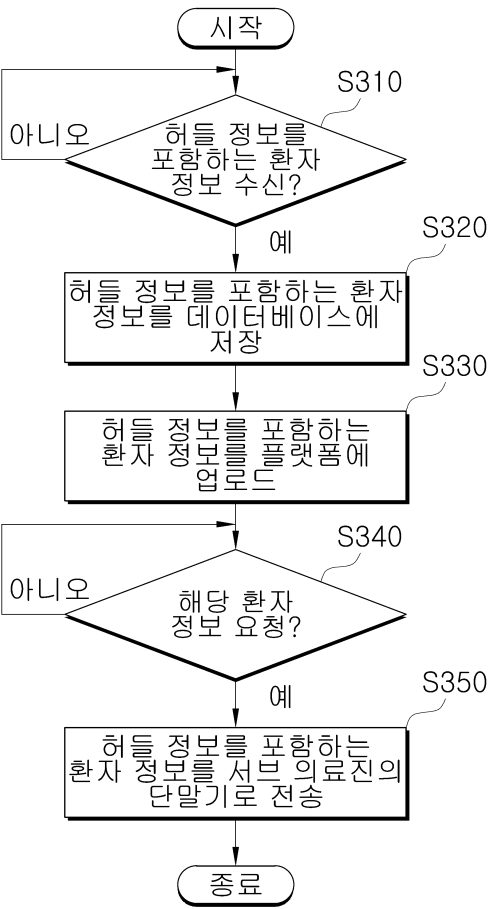 시작
S310
아니오
허들 정보를
포함하는 환자
정보 수신?
예
S320
허들 정보를 포함하는 환자
정보를 데이터베이스에
저장
S330
허들 정보를 포함하는
환자 정보를 플랫폼에
업로드
S340
아니오
해당 환자
정보 요청?
예
S350
허들 정보를 포함하는
환자 정보를 서브 의료진의
단말기로 전송
종료